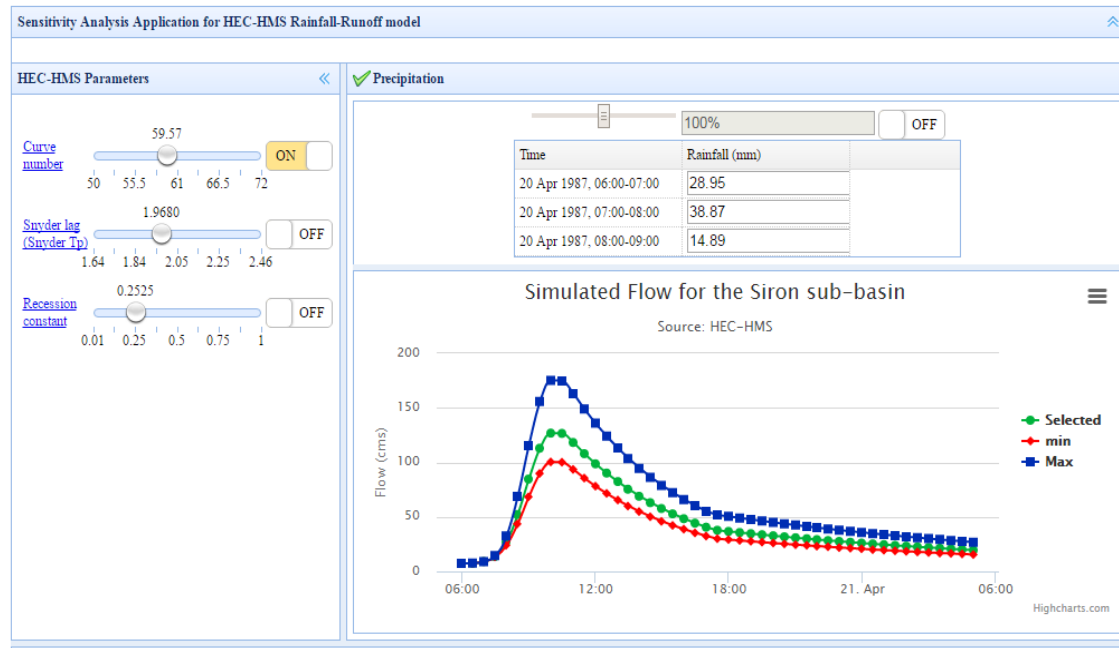 Sensitivity Analysis Application for HEC-HMS Rainfall-Runoff model
HEC-HMS Parameters
Precipitation
59.57
Curve
number
ON
50 55.5 61 66.5 72
1.9680
Snyder lag
(Snyder Tp)
OFF
1.64 1.84 2.05 2.25 2.46
0.2525
Recession
constant
OFF
0.01 0.25 0.5 0.75 1
100% OFF
Time Rainfall (mm)
20 Apr 1987, 06:00-07:00 28.95
20 Apr 1987, 07:00-08:00 38.87
20 Apr 1987, 08:00-09:00 14.89
Simulated Flow for the Siron sub-basin
Source: HEC-HMS
Flow (cms)
200
150
100
50
0
06:00 12:00 18:00 21. Apr 06:00
Selected
min
Max
Highcharts.com